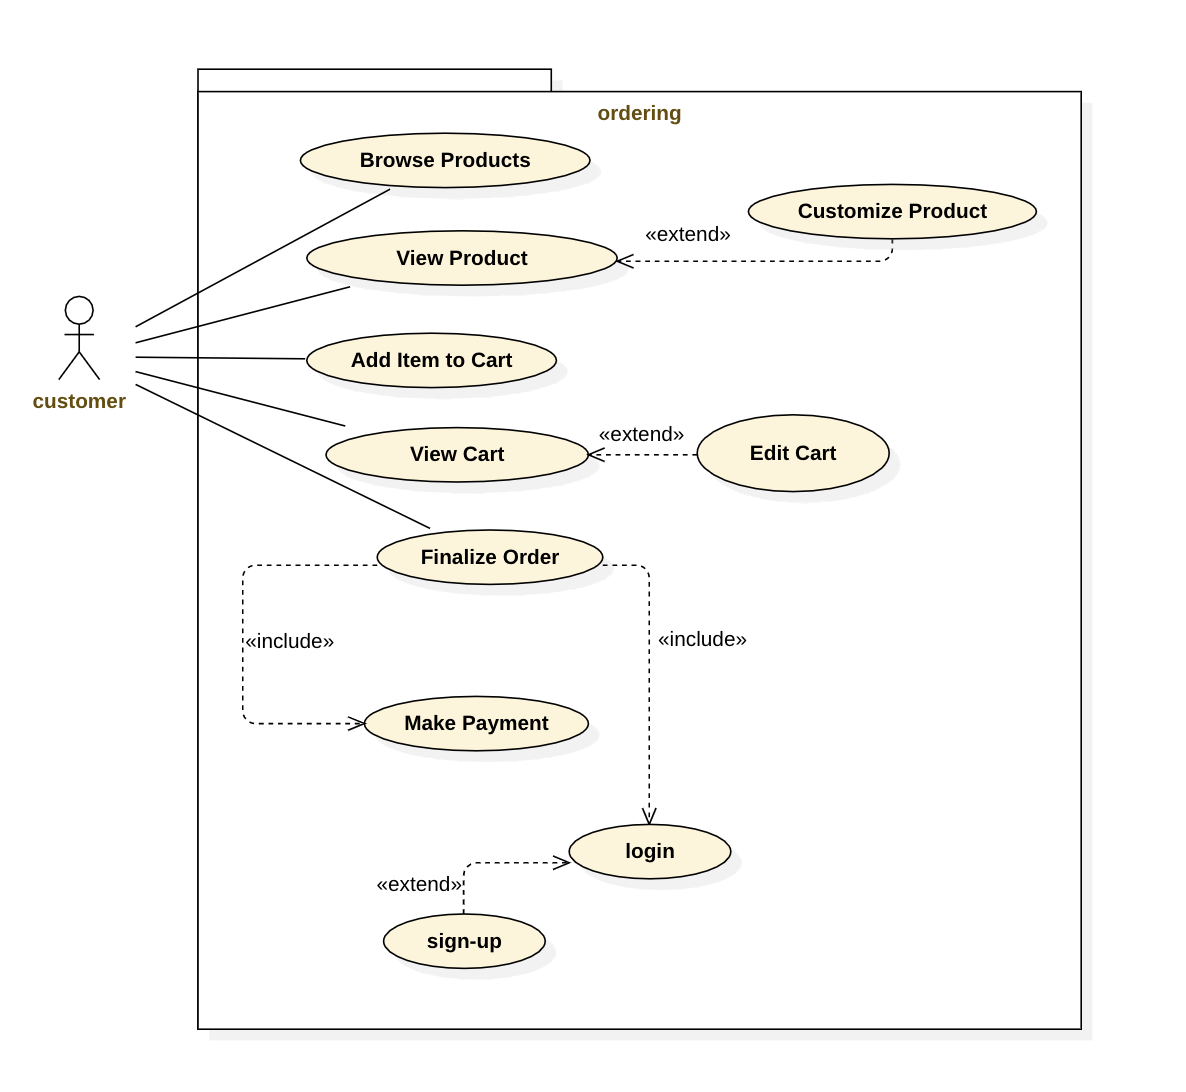 ordering
Browse Products
Customize Product
«extend»
View Product
Add Item to Cart
customer
«extend»
View Cart
Edit Cart
Finalize Order
«include»
«include»
Make Payment
login
«extend»
sign-up